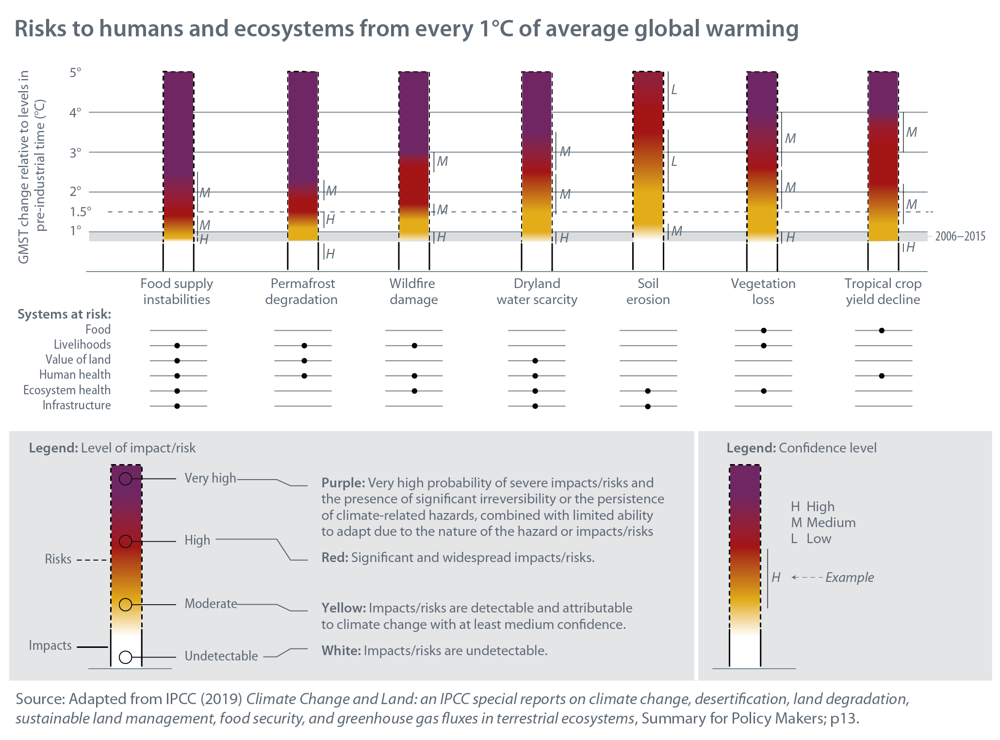 Risks to humans and ecosystems from every 1°C of average global warming
GMST change relative to levels in
pre-industrial time (°C)
5°
4°
3°
2°
1.5°
1°
M
M
H
M
H
H
M
M
H
M
M
H
L
L
M
M
M
H
M
M
H
2006–2015
Food supply
instabilities
Permafrost
degradation
Wildfire
damage
Dryland
water scarcity
Soil
erosion
Vegetation
loss
Tropical crop
yield decline
Systems at risk:
Food
Livelihoods
Value of land
Human health
Ecosystem health
Infrastructure
Legend: Level of impact/risk
Risks
Impacts
Very high
High
Moderate
Undetectable
Purple: Very high probability of severe impacts/risks and
the presence of significant irreversibility or the persistence
of climate-related hazards, combined with limited ability
to adapt due to the nature of the hazard or impacts/risks
Red: Significant and widespread impacts/risks.
Yellow: Impacts/risks are detectable and attributable
to climate change with at least medium confidence.
White: Impacts/risks are undetectable.
Legend: Confidence level
H High
M Medium
L Low
H
Example
Source: Adapted from IPCC (2019) Climate Change and Land: an IPCC special reports on climate change, desertification, land degradation,
sustainable land management, food security, and greenhouse gas fluxes in terrestrial ecosystems, Summary for Policy Makers; p13.